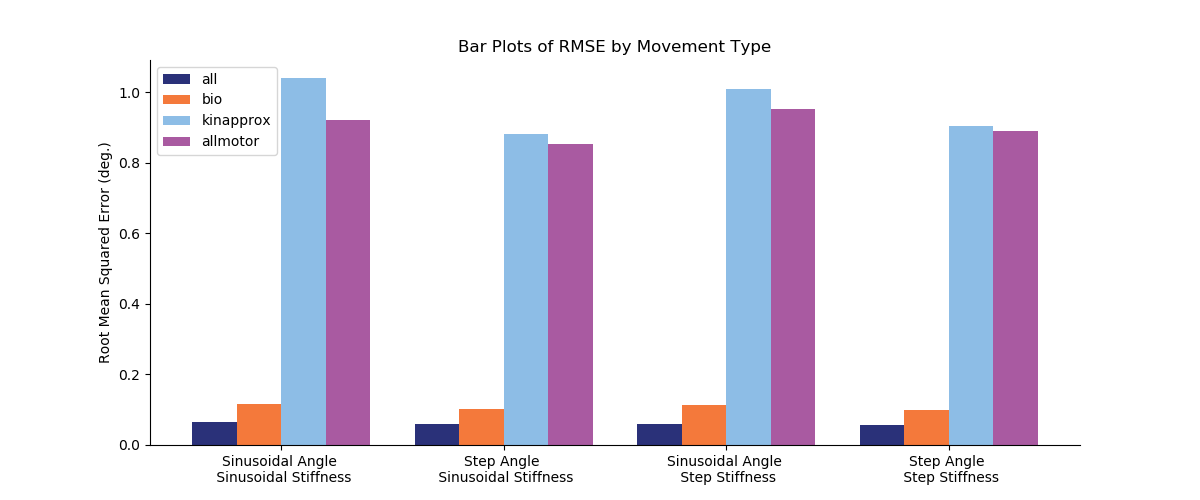 Bar Plots of RMSE by Movement Type
all
bio
kinapprox
allmotor
Root Mean Squared Error (deg.)
1.0
0.8
0.6
0.4
0.2
0.0
Sinusoidal Angle
Sinusoidal Stiffness
Step Angle
Sinusoidal Stiffness
Sinusoidal Angle
Step Stiffness
Step Angle
Step Stiffness